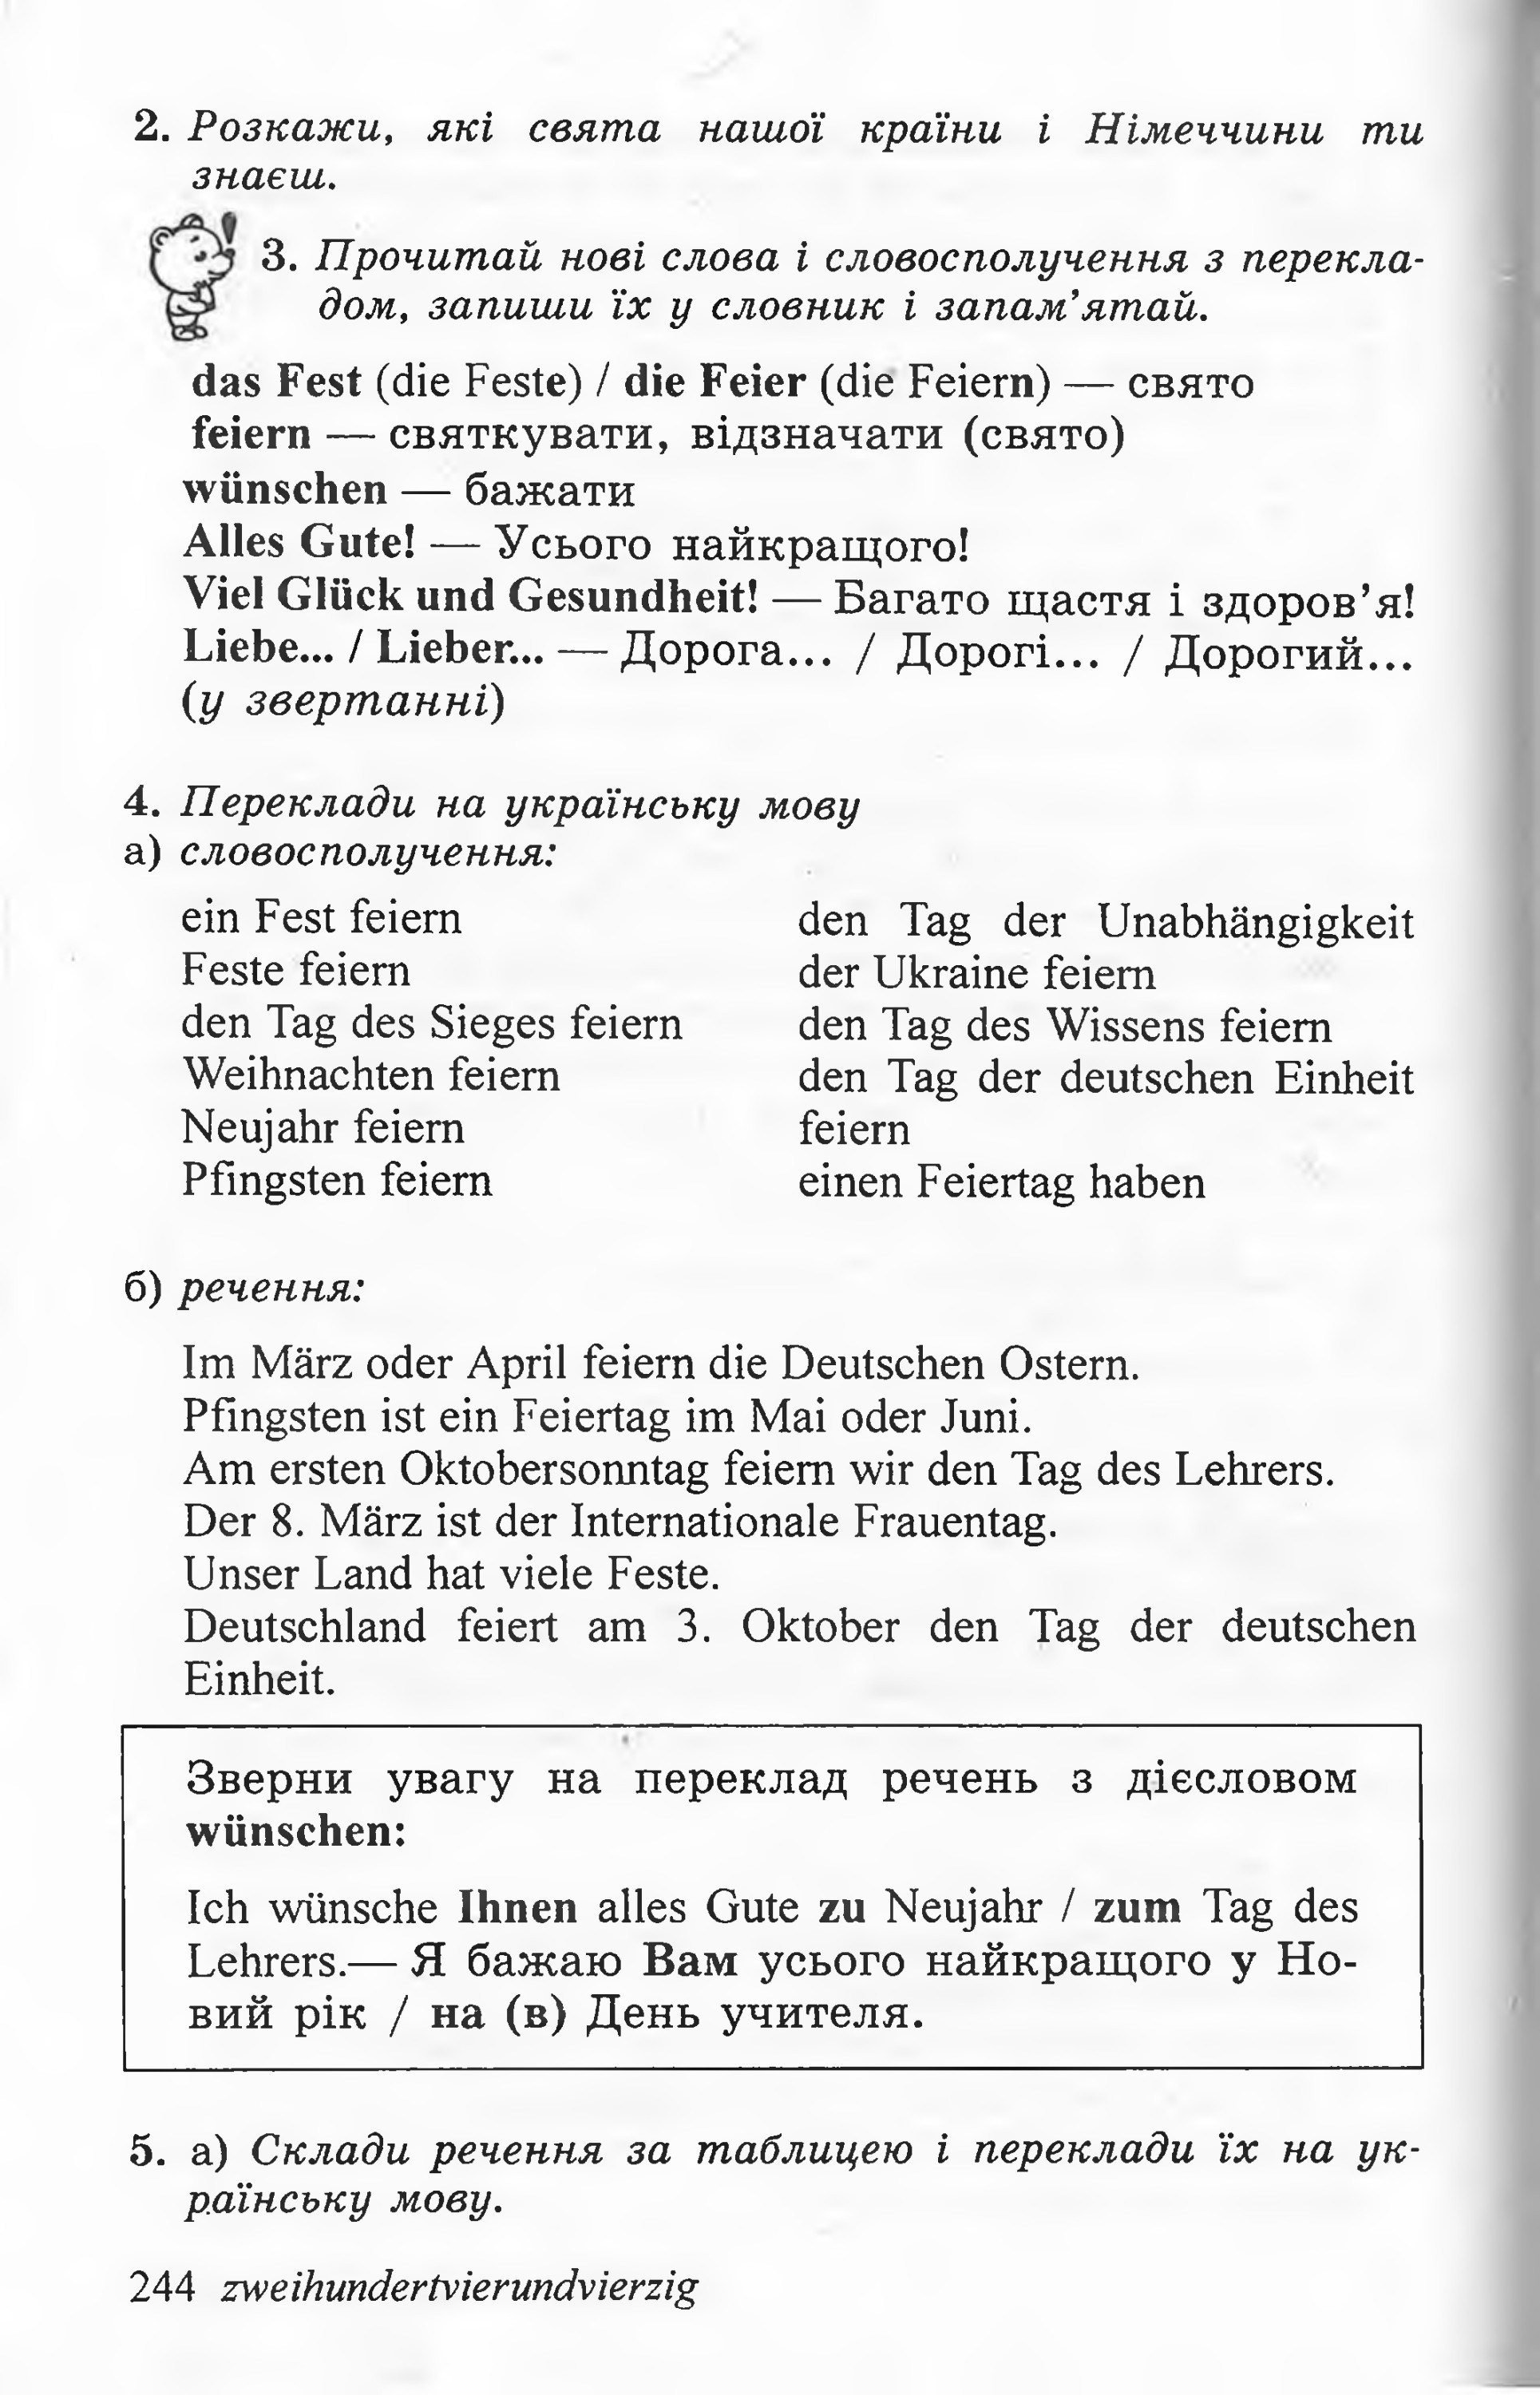 2. Розкажи, які свята нашої країни і Німеччини ти
знаєш.
3. Прочитай нові слова і словосполучення з перекла-
дом, запиши їх у словник і запам’ятай.
das Fest (die Feste) / die Feier (die Feiern) — свято
feiern — святкувати, відзначати (свято)
wünschen — бажати
Alles Gute! — Усього найкращого!
Viel Glück und Gesundheit! — Багато щастя і здоров’я!
Liebe... / Lieber... — Дорога... / Дорогі... / Дорогий...
(у звертанні)
4. Переклади на українську мову
а) словосполучення:
ein Fest feiern
Feste feiern
den Tag des Sieges feiern
Weihnachten feiern
Neujahr feiern
Pfingsten feiern
den Tag der Unabhängigkeit
der Ukraine feiern
den Tag des Wissens feiern
den Tag der deutschen Einheit
feiern
einen Feiertag haben
б) речення:
Im März oder April feiern die Deutschen Ostern.
Pfingsten ist ein Feiertag im Mai oder Juni.
Am ersten Oktobersonntag feiern wir den Tag des Lehrers.
Der 8. März ist der Internationale Frauentag.
Unser Land hat viele Feste.
Deutschland feiert am 3. Oktober den Tag der deutschen
Einheit.
Зверни увагу на переклад речень з дієсловом
wünschen:
Ich wünsche Ihnen alles Gute zu Neujahr / zum Tag des
Lehrers.— Я бажаю Вам усього найкращого у Но-
вий рік / на (в) День учителя.
5. а) Склади речення за таблицею і переклади їх на ук-
раїнську мову.
244 zweihundertvierundvierzig